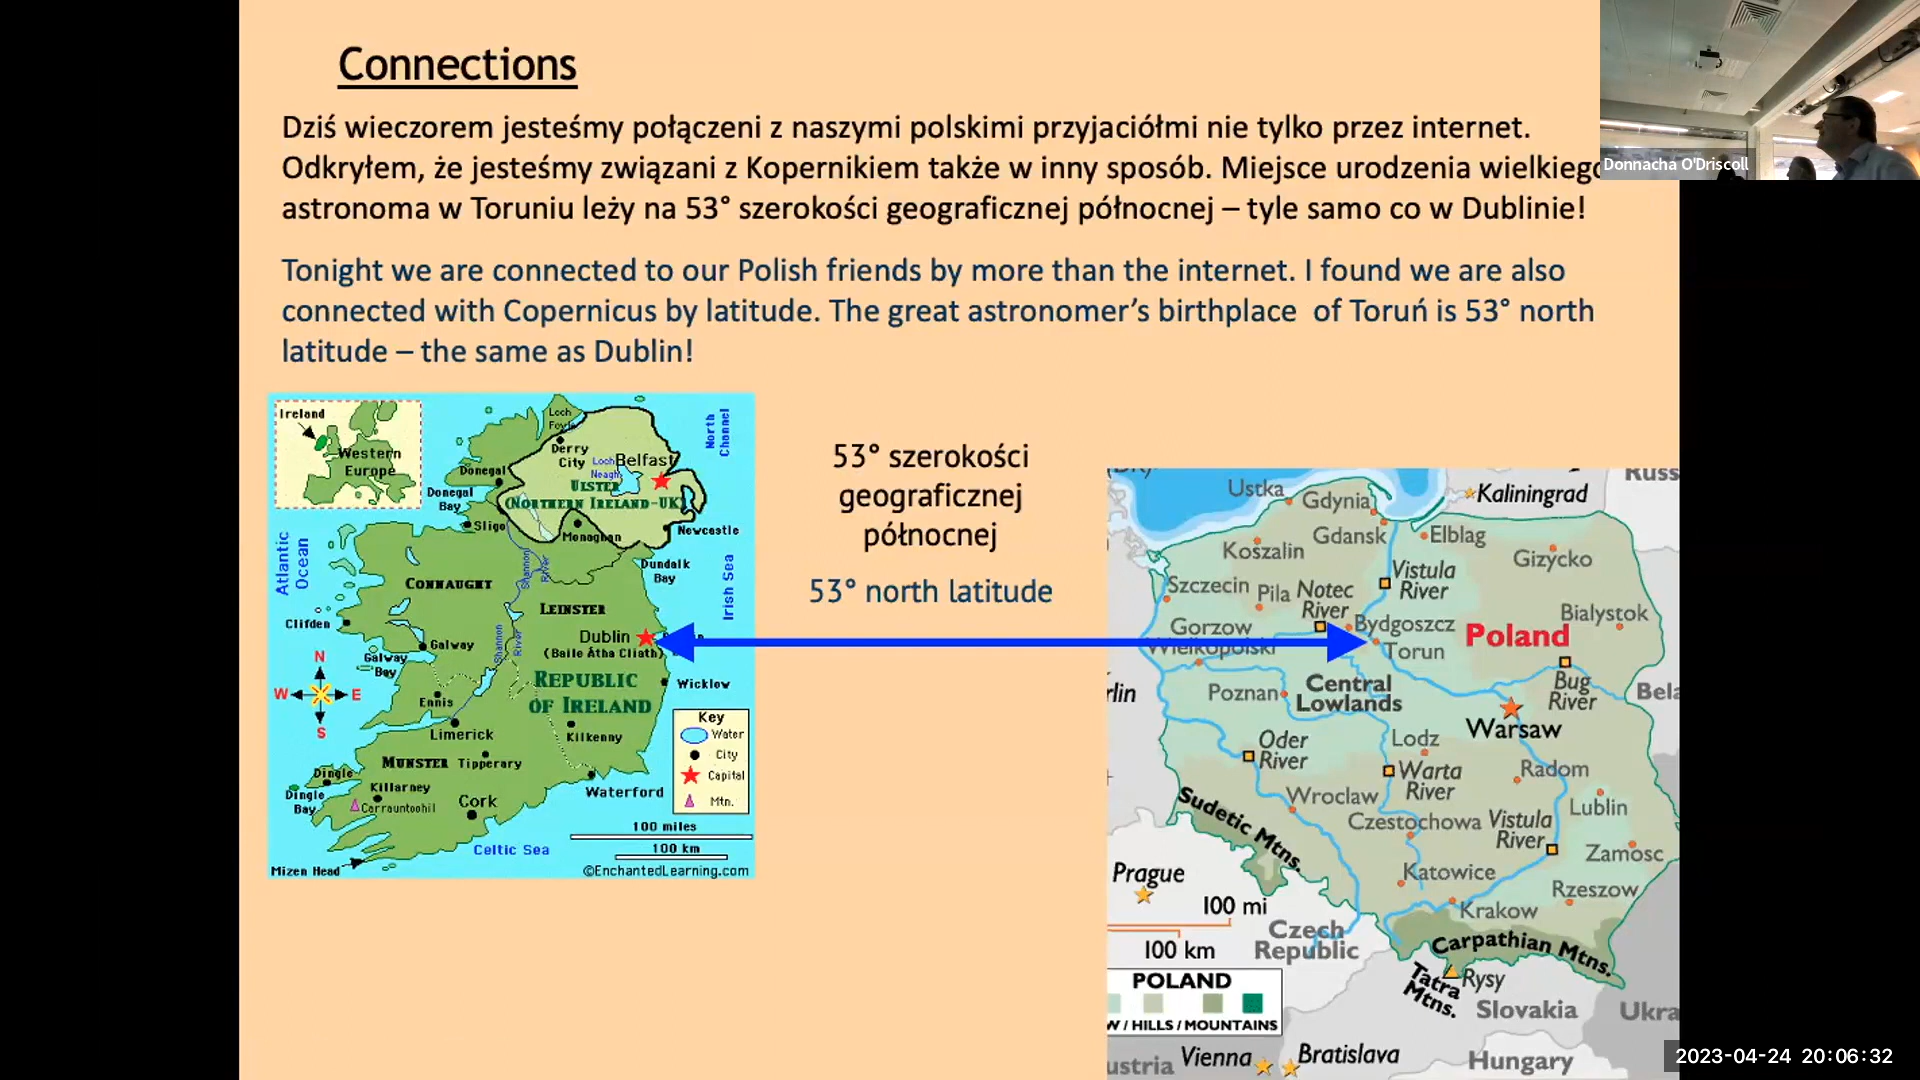 Connections
Dziś wieczorem jesteśmy połączeni z naszymi polskimi przyjaciółmi nie tylko przez internet.
Odkryłem, że jesteśmy związani z Kopernikiem także w inny sposób. Miejsce urodzenia wielkiego
astronoma w Toruniu leży na 53° szerokości geograficznej północnej – tyle samo co w Dublinie!
Tonight we are connected to our Polish friends by more than the internet. I found we are also
connected with Copernicus by latitude. The great astronomer’s birthplace of Toruń is 53° north
latitude – the same as Dublin!
Donnacha O'Driscoll
Ireland
Western
Europe
Loch
Foyle
North
Channel
Derry
City
Loch
Neagh
Belfast
Donegal
ULSTER
(NORTHERN IRELAND-UK)
Donegal
Bay
Sligo
Monaghan
Newcastle
Atlantic
Ocean
Dundalk
Bay
Irish Sea
CONNAUGHT
Shannon
River
LEINSTER
Clifden
Galway
Galway
Bay
Shannon
River
Dublin
(Baile Átha Cliath)
N
W
E
S
REPUBLIC
OF IRELAND
Wicklow
Ennis
Limerick
Kilkenny
MUNSTER
Tipperary
Dingle
Dingle
Bay
Killarney
Carrauntoohil
Cork
Waterford
Key
Water
City
Capital
Mtn.
100 miles
100 km
Celtic Sea
Mizen Head
©EnchantedLearning.com
53° szerokości
geograficznej
północnej
53° north latitude
Russ
Ustka
Gdynia
Kaliningrad
Gdansk
Elblag
Koszalin
Gizycko
Vistula
River
Szczecin
Pila
Notec
River
Bialystok
Gorzow
Wielkopolski
Bydgoszcz
Torun
Poland
rlin
Poznan
Central
Lowlands
Bug
River
Bela
Warsaw
Oder
River
Lodz
Warta
River
Radom
Wroclaw
Lublin
Czestochowa
Vistula
River
Sudetic Mtns.
Zamosc
Prague
Katowice
Rzeszow
100 mi
Krakow
Czech
Republic
100 km
Carpathian Mtns.
Tatra
Mtns.
Rysy
POLAND
W / HILLS / MOUNTAINS
Slovakia
Ukra
ustria
Vienna
Bratislava
Hungary
2023-04-24 20:06:32